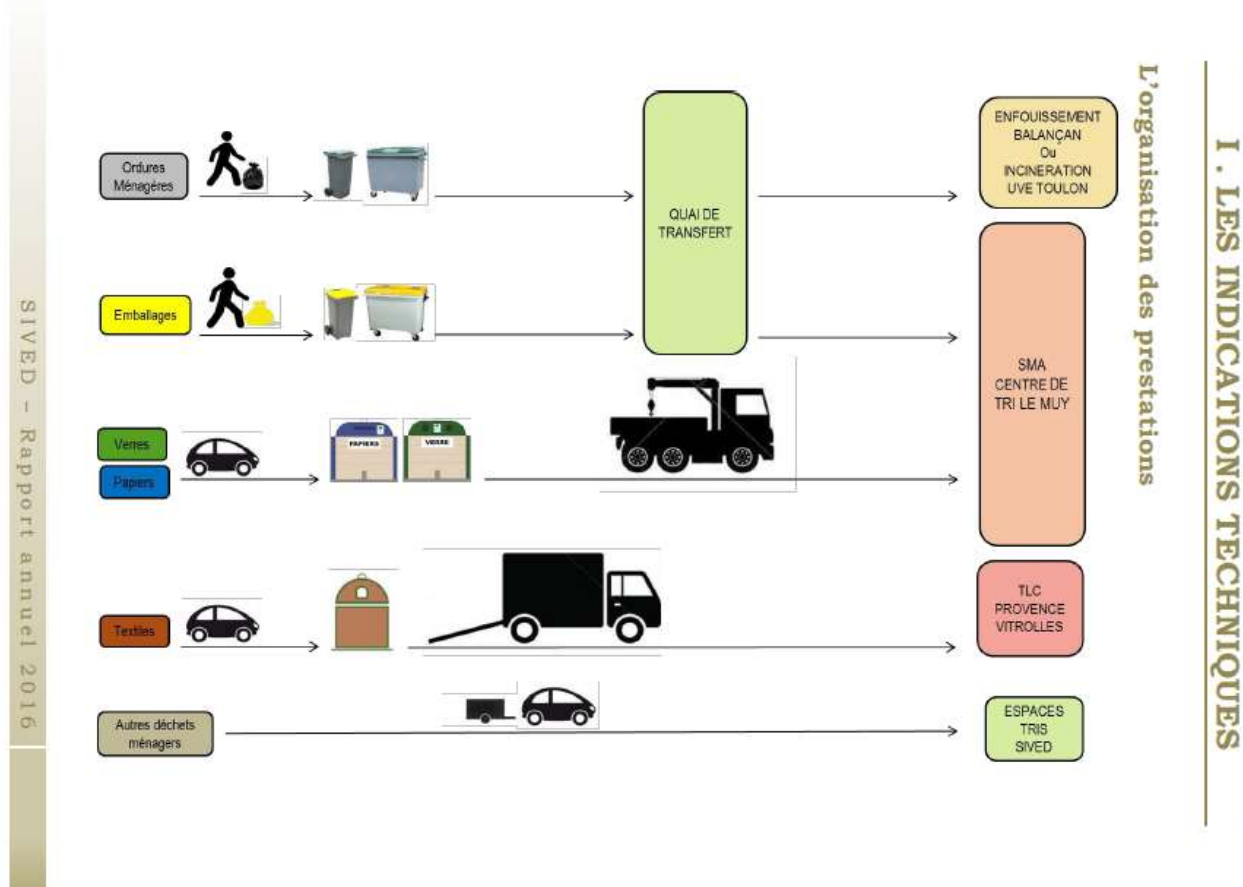 I . LES INDICATIONS TECHNIQUES
L'organisation des prestations
Ordures
Ménagères
QUAI DE
TRANSFERT
ENFOUISSEMENT
BALANÇAN
Ou
INCINERATION
UVE TOULON
Emballages
SMA
CENTRE DE
TRI LE MUY
Verres
Papiers
PAPIERS
VERRE
Textiles
TLC
PROVENCE
VITROLLES
Autres déchets
ménagers
ESPACES
TRIS
SIVED
SIVED – Rapport annuel 2016